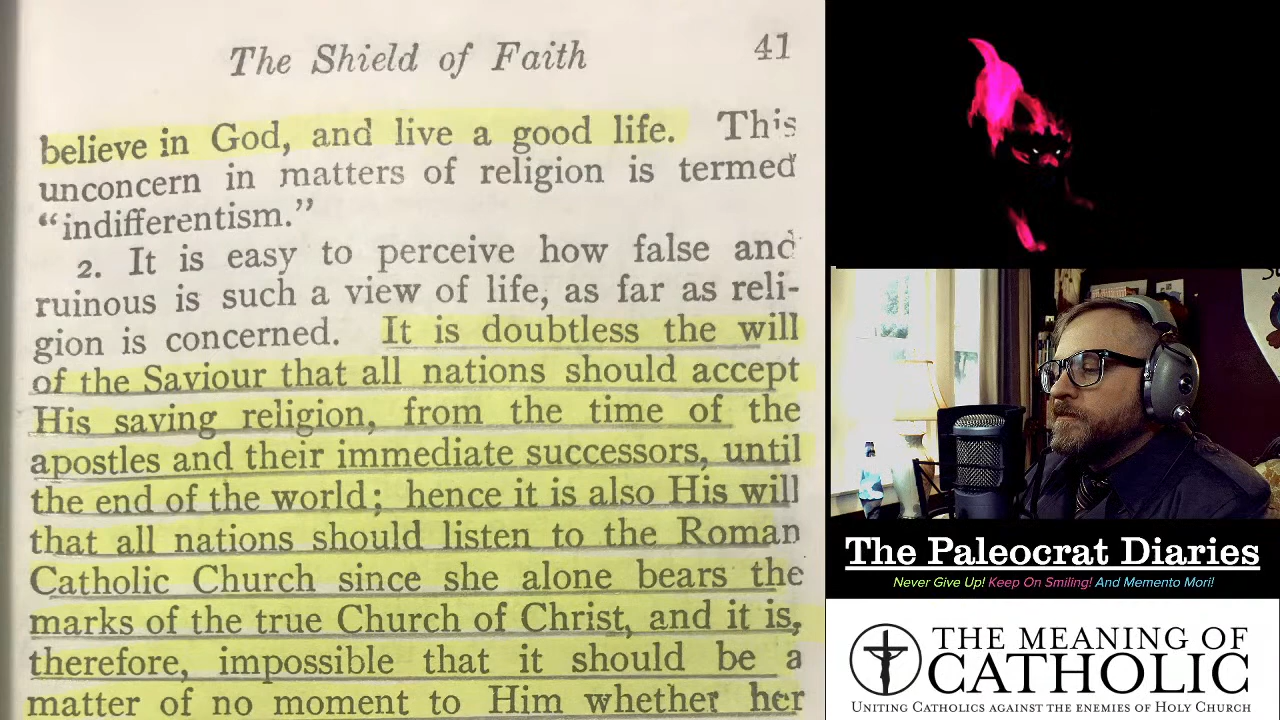 The Shield of Faith 41
believe in God, and live a good life. This
unconcern in matters of religion is termed
“indifferentism.”
2. It is easy to perceive how false and
ruinous is such a view of life, as far as reli-
gion is concerned. It is doubtless the will
of the Saviour that all nations should accept
His saving religion, from the time of the
apostles and their immediate successors, until
the end of the world; hence it is also His will
that all nations should listen to the Roman
Catholic Church since she alone bears the
marks of the true Church of Christ, and it is,
therefore, impossible that it should be a
matter of no moment to Him whether her
The Paleocrat Diaries
Never Give Up! Keep On Smiling! And Memento Mori!
THE MEANING OF
CATHOLIC
UNITING CATHOLICS AGAINST THE ENEMIES OF HOLY CHURCH